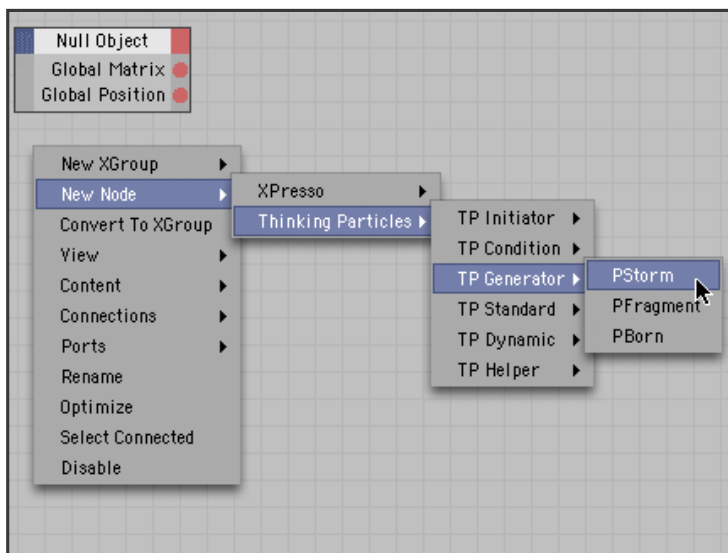 Null Object
Global Matrix
Global Position
New XGroup
New Node
Convert To XGroup
View
Content
Connections
Ports
Rename
Optimize
Select Connected
Disable
XPresso
Thinking Particles
TP Initiator
TP Condition
TP Generator
TP Standard
TP Dynamic
TP Helper
PStorm
PFragment
PBorn